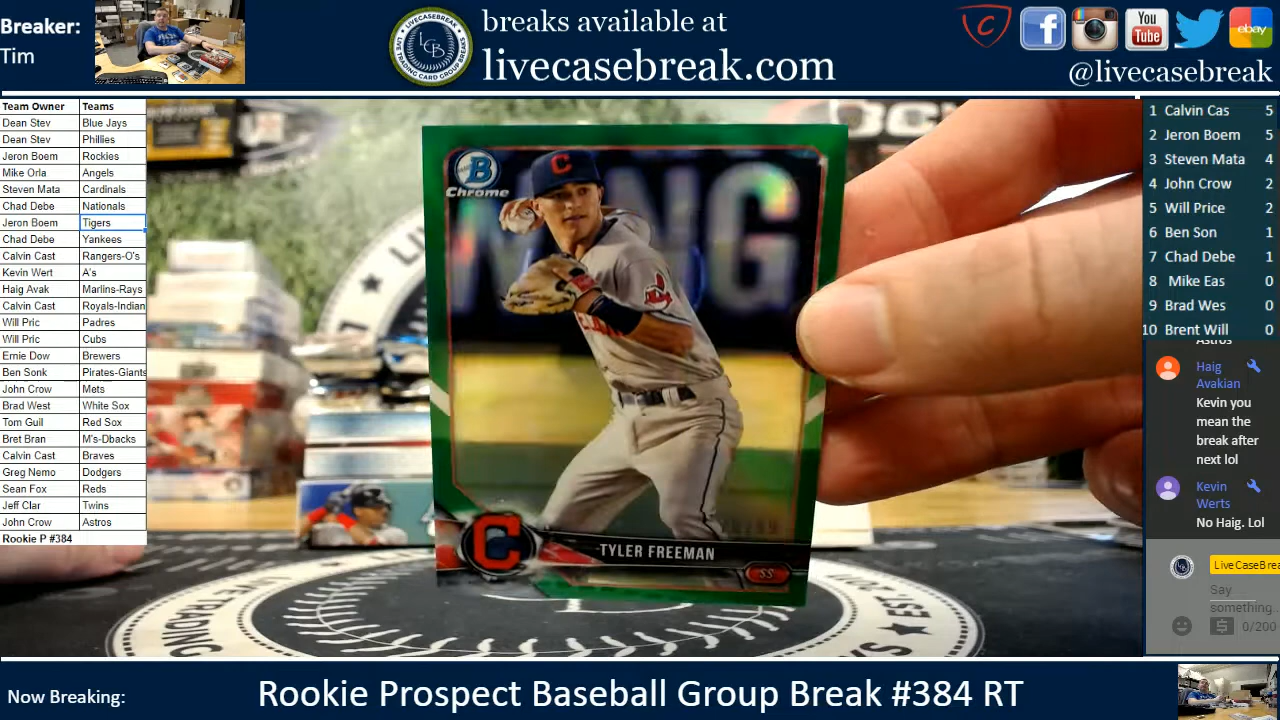 Breaker:
Tim
breaks available at
livecasebreak.com
You
Tube
ebay
@livecasebreak
Team Owner Teams
Dean Stev Blue Jays
Dean Stev Phillies
Jeron Boem Rockies
Mike Orla Angels
Steven Mata Cardinals
Chad Debe Nationals
Jeron Boem Tigers
Chad Debe Yankees
Calvin Cast Rangers-O's
Kevin Wert A's
Haig Avak Marlins-Rays
Calvin Cast Royals-Indian
Will Pric Padres
Will Pric Cubs
Ernie Dow Brewers
Ben Sonk Pirates-Giants
John Crow Mets
Brad West White Sox
Tom Guil Red Sox
Bret Bran M's-Dbacks
Calvin Cast Braves
Greg Nemo Dodgers
Sean Fox Reds
Jeff Clar Twins
John Crow Astros
Rookie P #384
B
Chrome
C
C
TYLER FREEMAN
SS
LIVE TRADING
EST.
1 Calvin Cas 5
2 Jeron Boem 5
3 Steven Mata 4
4 John Crow 2
5 Will Price 2
6 Ben Son 1
7 Chad Debe 1
8 Mike Eas 0
9 Brad Wes 0
10 Brent Will 0
Astros
Haig
Avakian
Kevin you
mean the
break after
next lol
Kevin
Werts
No Haig. Lol
LiveCaseBrea
Say
something...
0/200
Now Breaking:
Rookie Prospect Baseball Group Break #384 RT